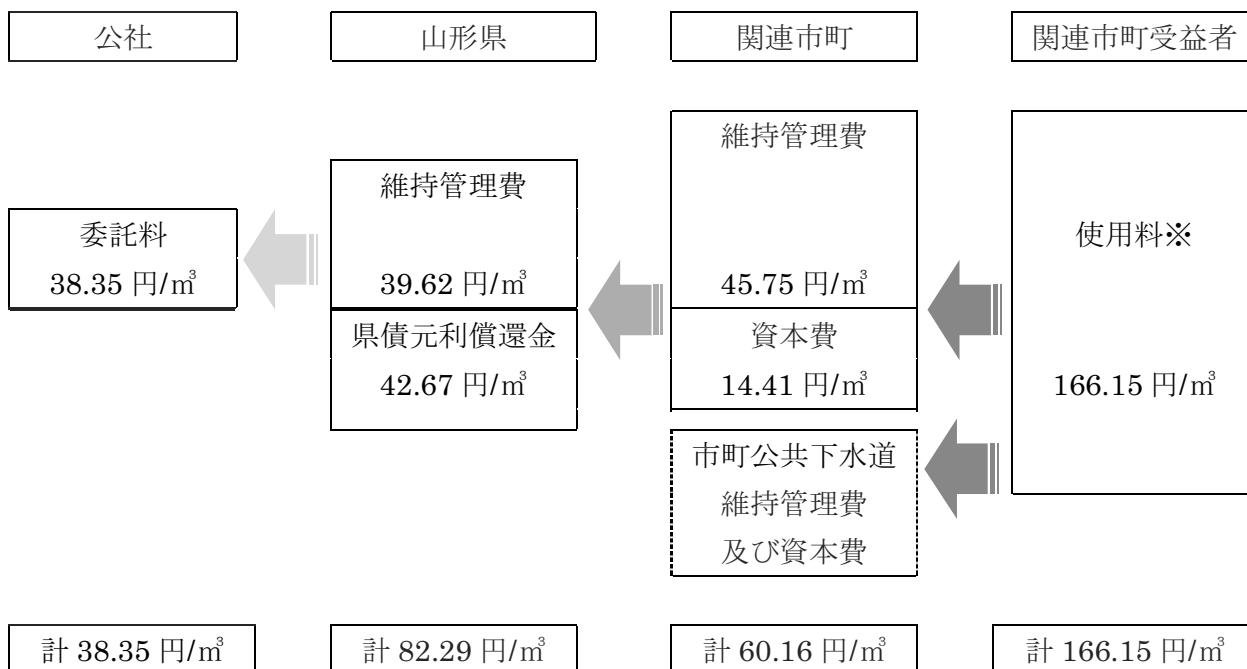 公社
山形県
関連市町
関連市町受益者
委託料
38.35 円/㎥
維持管理費
39.62 円/㎥
県債元利償還金
42.67 円/㎥
維持管理費
45.75 円/㎥
資本費
14.41 円/㎥
市町公共下水道
維持管理費
及び資本費
使用料※
166.15 円/㎥
計 38.35 円/㎥
計 82.29 円/㎥
計 60.16 円/㎥
計 166.15 円/㎥